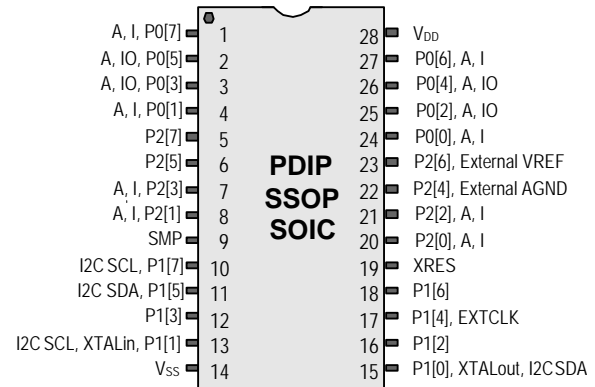 A, I, P0[7] 1 28 VDD
A, IO, P0[5] 2 27 P0[6], A, I
A, IO, P0[3] 3 26 P0[4], A, IO
A, I, P0[1] 4 25 P0[2], A, IO
P2[7] 5 24 P0[0], A, I
P2[5] 6 PDIP 23 P2[6], External VREF
A, I, P2[3] 7 SSOP 22 P2[4], External AGND
A, I, P2[1] 8 SOIC 21 P2[2], A, I
SMP 9 20 P2[0], A, I
I2C SCL, P1[7] 10 19 XRES
I2C SDA, P1[5] 11 18 P1[6]
P1[3] 12 17 P1[4], EXTCLK
I2C SCL, XTALin, P1[1] 13 16 P1[2]
Vss 14 15 P1[0], XTALout, I2CSDA